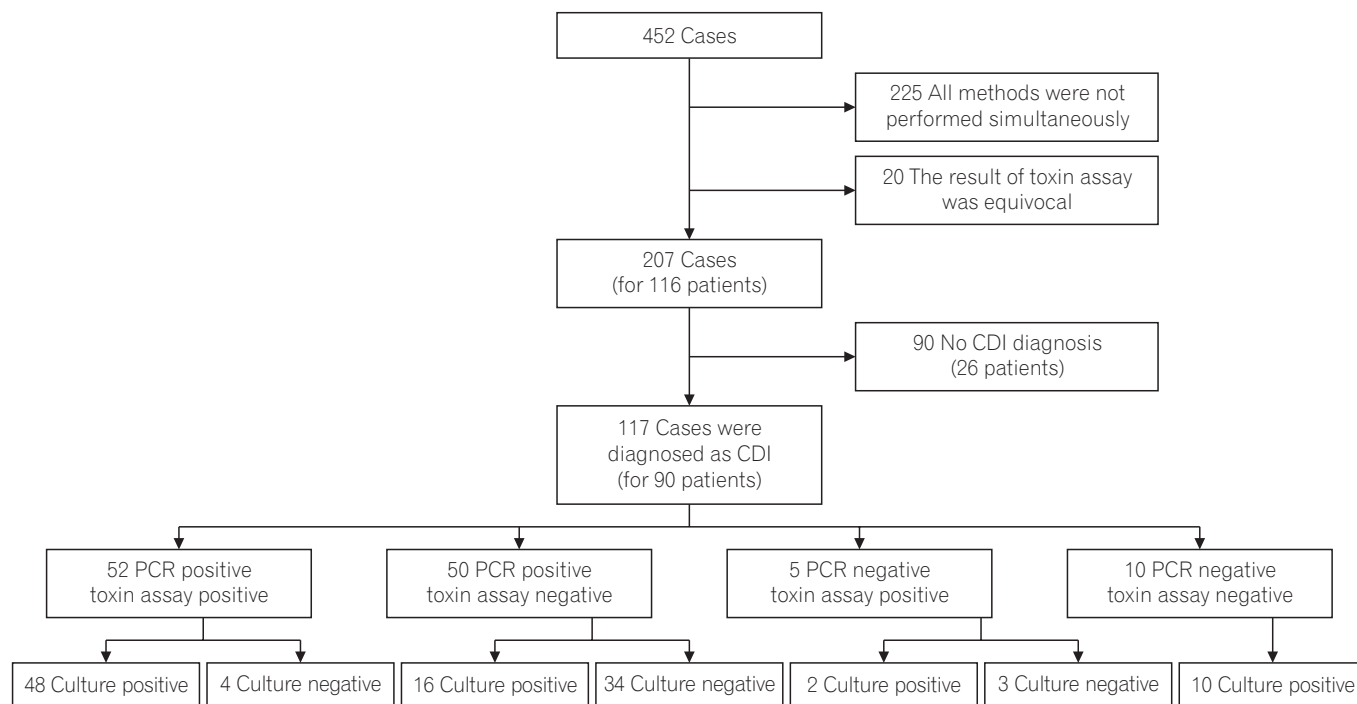 452 Cases
225 All methods were not
performed simultaneously
20 The result of toxin assay
was equivocal
207 Cases
(for 116 patients)
90 No CDI diagnosis
(26 patients)
117 Cases were
diagnosed as CDI
(for 90 patients)
52 PCR positive
toxin assay positive
50 PCR positive
toxin assay negative
5 PCR negative
toxin assay positive
10 PCR negative
toxin assay negative
48 Culture positive
4 Culture negative
16 Culture positive
34 Culture negative
2 Culture positive
3 Culture negative
10 Culture positive